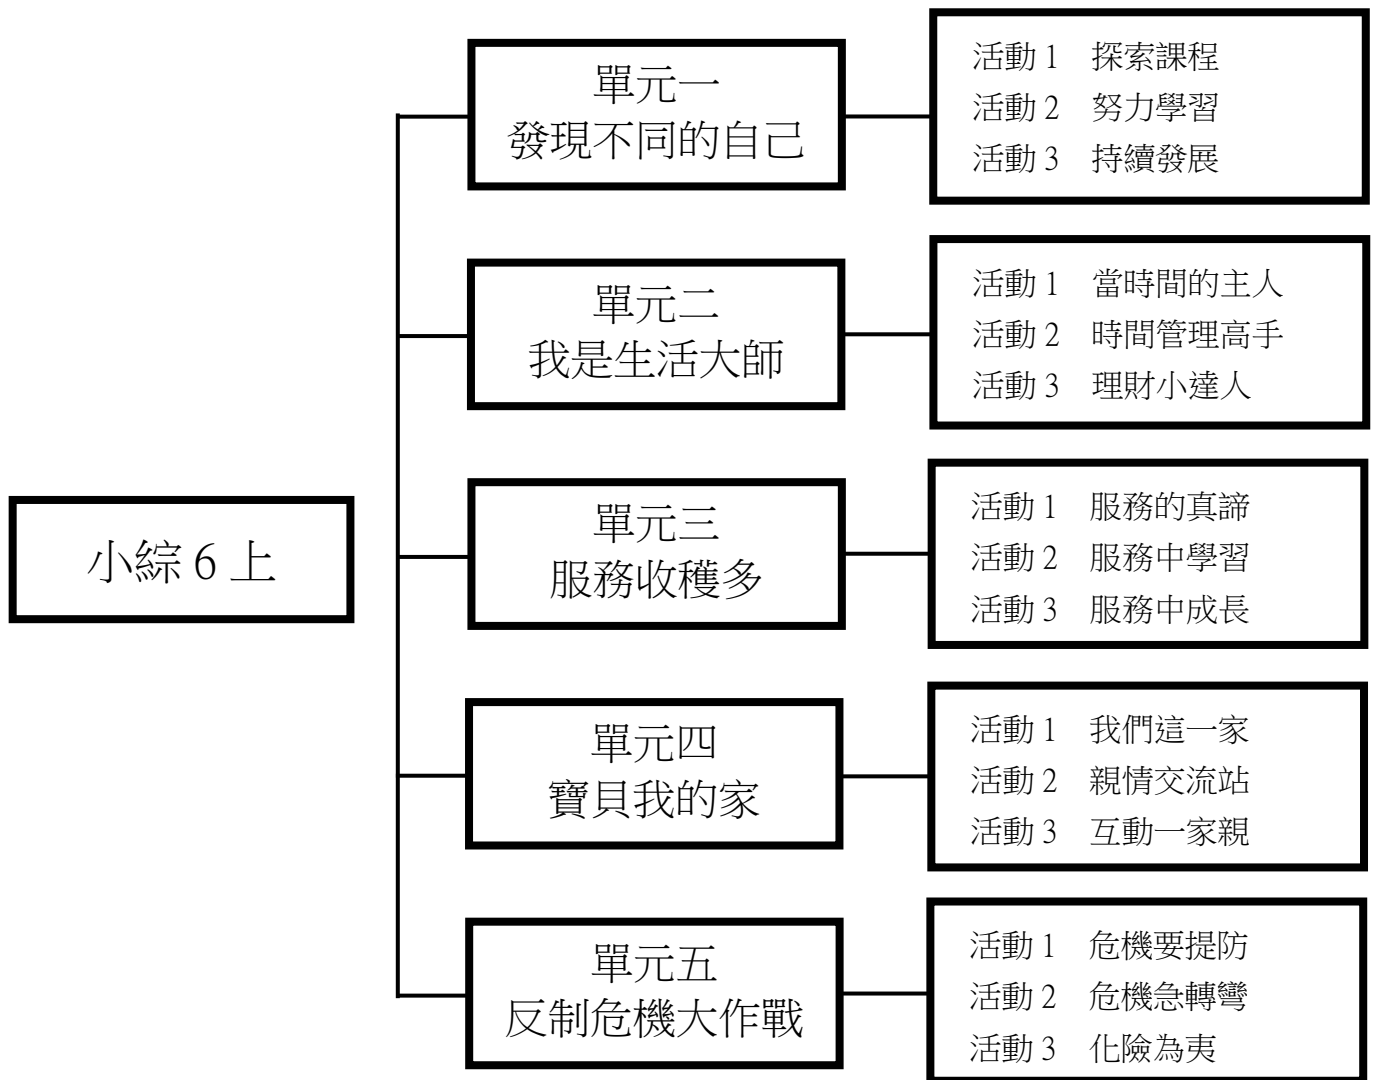 小綜 6 上
單元一
發現不同的自己
活動 1 探索課程
活動 2 努力學習
活動 3 持續發展
單元二
我是生活大師
活動 1 當時間的主人
活動 2 時間管理高手
活動 3 理財小達人
單元三
服務收穫多
活動 1 服務的真諦
活動 2 服務中學習
活動 3 服務中成長
單元四
寶貝我的家
活動 1 我們這一家
活動 2 親情交流站
活動 3 互動一家親
單元五
反制危機大作戰
活動 1 危機要提防
活動 2 危機急轉彎
活動 3 化險為夷